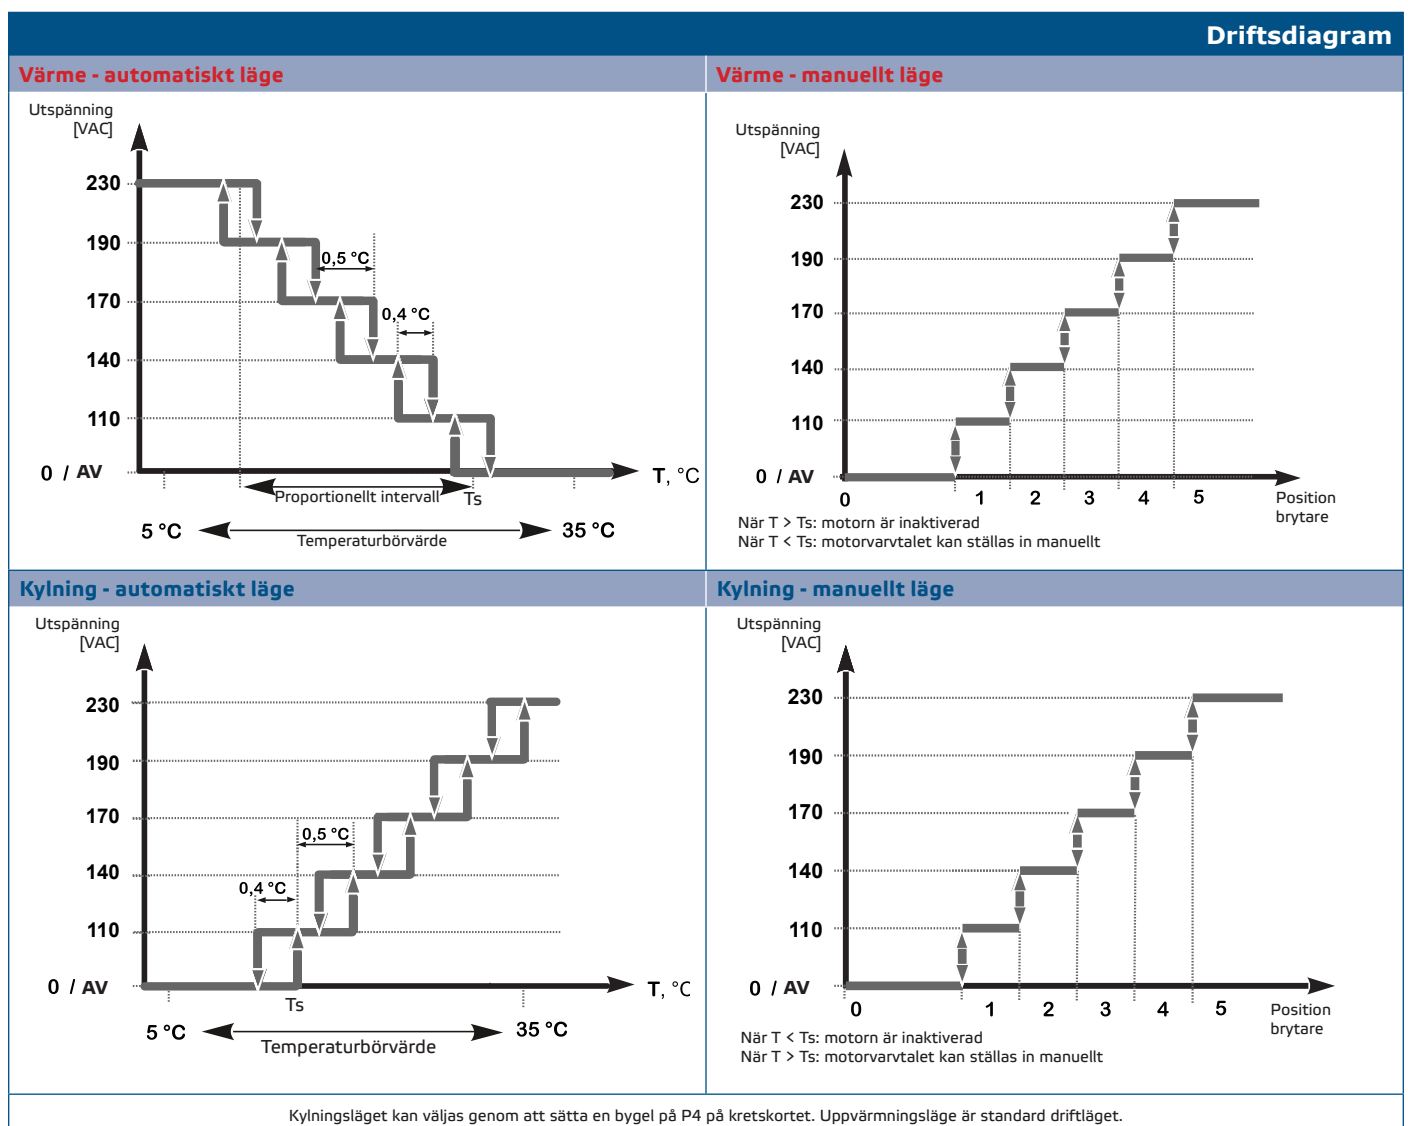 Driftsdiagram
Värme - automatiskt läge
Utspänning
[VAC]
230
190
0,5 °C
170
0,4 °C
140
110
0 / AV
T, °C
Proportionellt intervall
Ts
5 °C
35 °C
Temperaturbörvärde
Värme - manuellt läge
Utspänning
[VAC]
230
190
170
140
110
0 / AV
0
1
2
3
4
5
Position
brytare
När T > Ts: motorn är inaktiverad
När T < Ts: motorvarvtalet kan ställas in manuellt
Kylning - automatiskt läge
Utspänning
[VAC]
230
190
170
0,5 °C
140
0,4 °C
110
0 / AV
T, °C
Ts
5 °C
35 °C
Temperaturbörvärde
Kylning - manuellt läge
Utspänning
[VAC]
230
190
170
140
110
0 / AV
0
1
2
3
4
5
Position
brytare
När T < Ts: motorn är inaktiverad
När T > Ts: motorvarvtalet kan ställas in manuellt
Kylningsläget kan väljas genom att sätta en bygel på P4 på kretskortet. Uppvärmningsläge är standard driftläget.